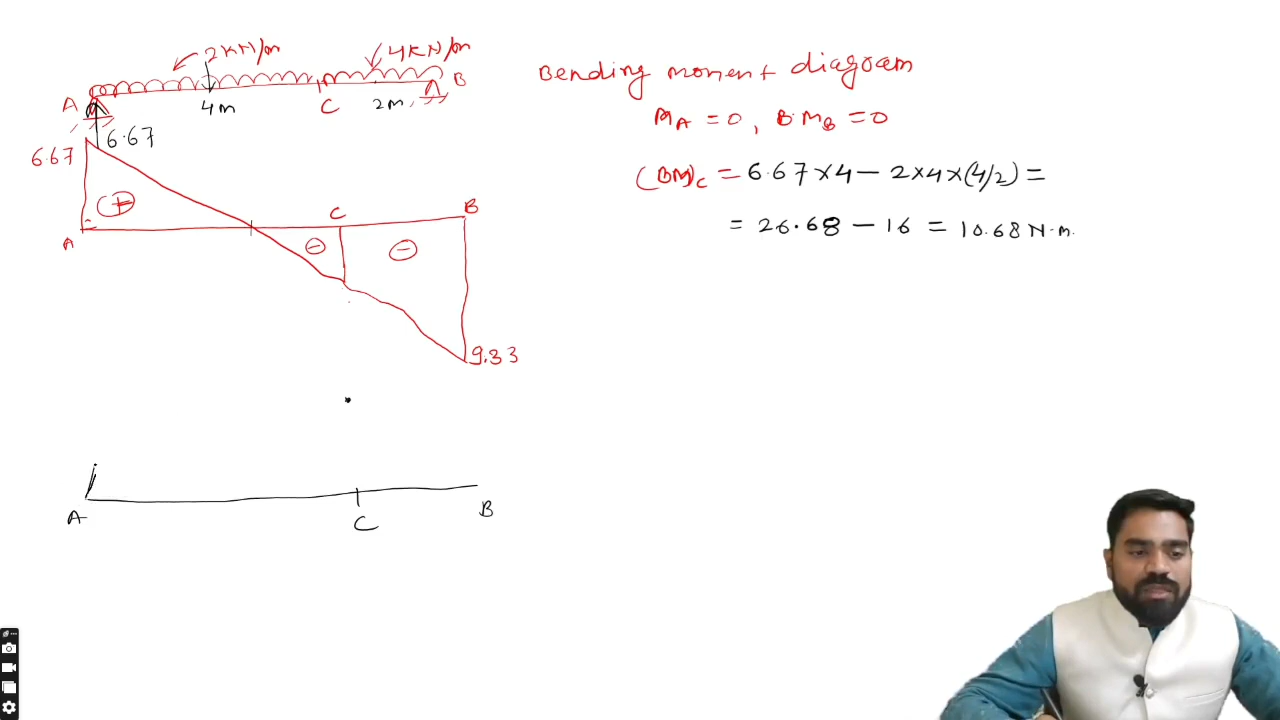 2KN/m
4KN/m
A
4m
C
2m
B
6.67
6.67
(+)
A
C
B
(-)
(-)
9.33
A
C
B
Bending moment diagram
MA = 0, B.MB = 0
(BM)C = 6.67×4 - 2×4×(4/2) =
= 26.68 - 16 = 10.68 N.m.